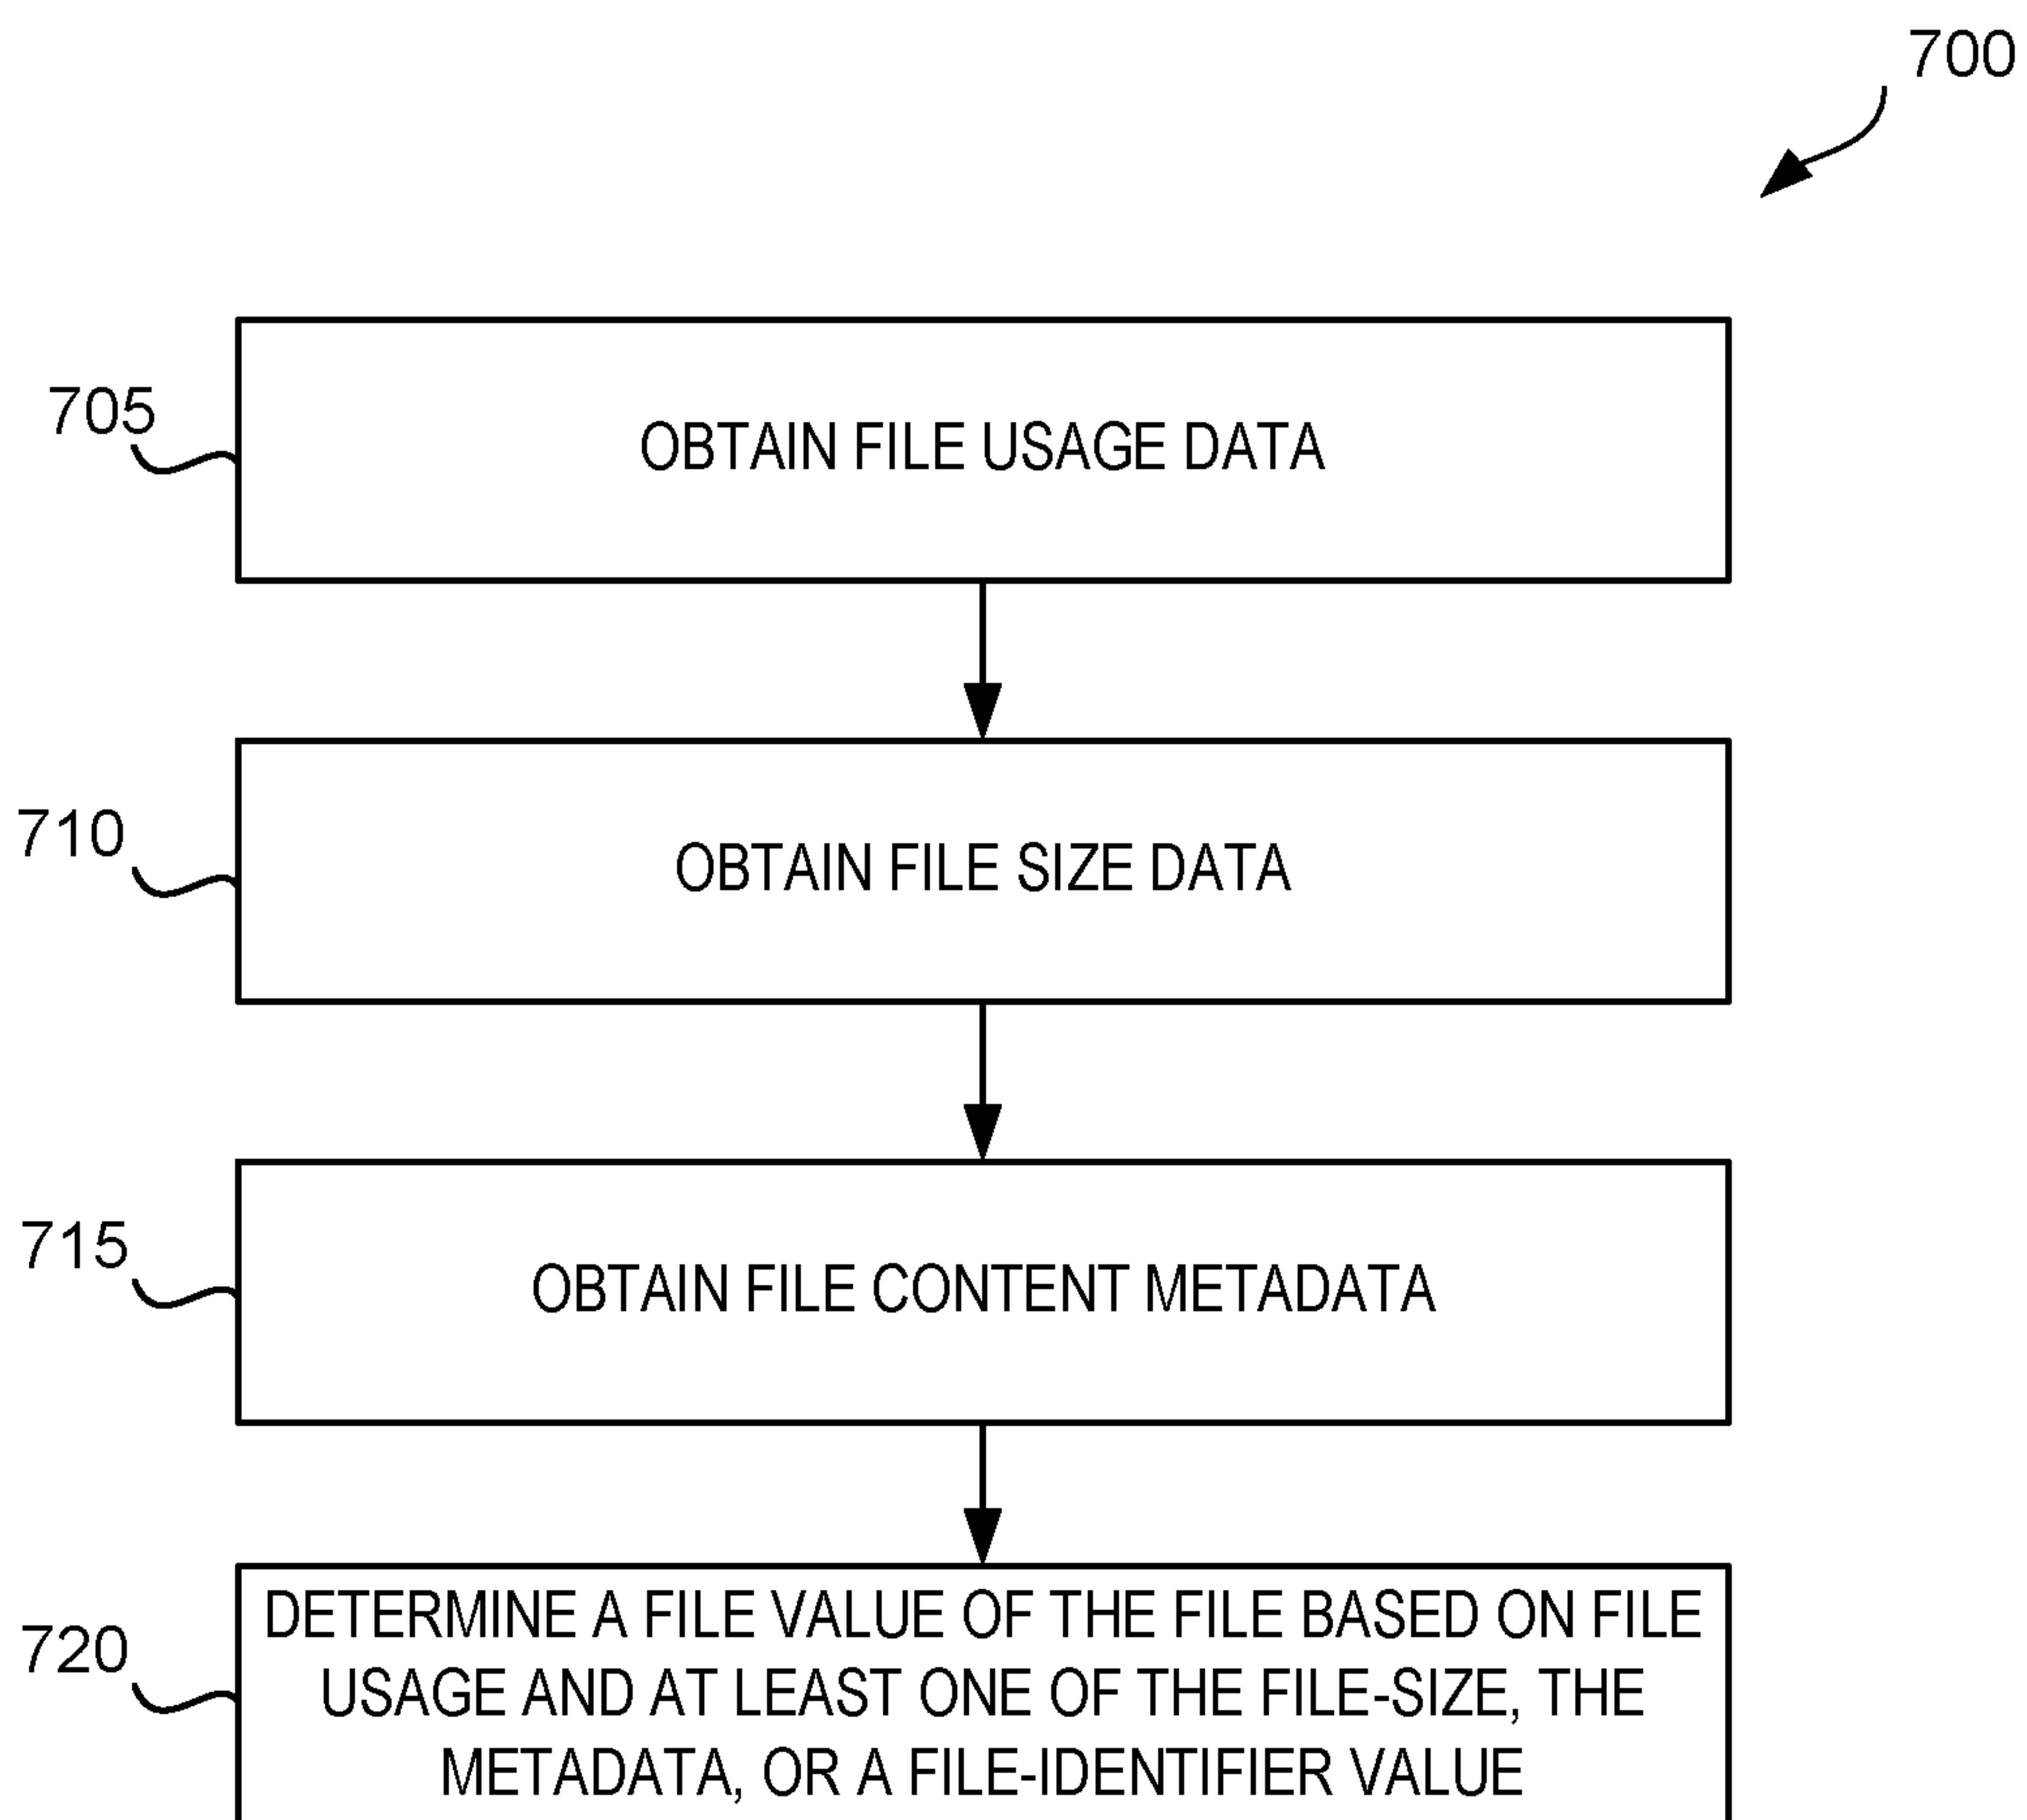 700
705
OBTAIN FILE USAGE DATA
710
OBTAIN FILE SIZE DATA
715
OBTAIN FILE CONTENT METADATA
720
DETERMINE A FILE VALUE OF THE FILE BASED ON FILE
USAGE AND AT LEAST ONE OF THE FILE-SIZE, THE
METADATA, OR A FILE-IDENTIFIER VALUE